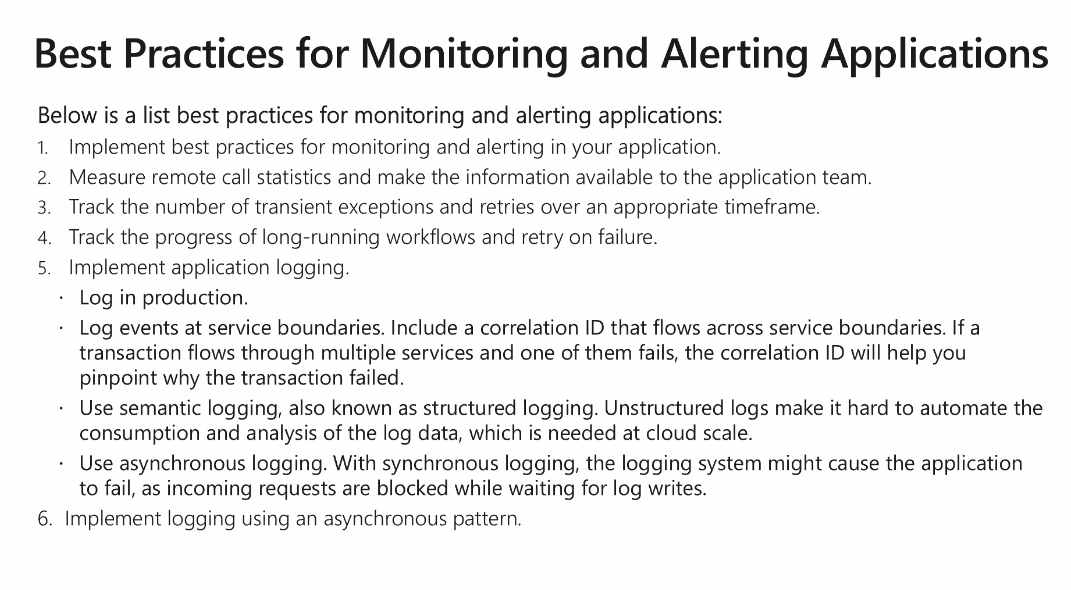 Best Practices for Monitoring and Alerting Applications
Below is a list best practices for monitoring and alerting applications:
1. Implement best practices for monitoring and alerting in your application.
2. Measure remote call statistics and make the information available to the application team.
3. Track the number of transient exceptions and retries over an appropriate timeframe.
4. Track the progress of long-running workflows and retry on failure.
5. Implement application logging.
· Log in production.
· Log events at service boundaries. Include a correlation ID that flows across service boundaries. If a
transaction flows through multiple services and one of them fails, the correlation ID will help you
pinpoint why the transaction failed.
· Use semantic logging, also known as structured logging. Unstructured logs make it hard to automate the
consumption and analysis of the log data, which is needed at cloud scale.
· Use asynchronous logging. With synchronous logging, the logging system might cause the application
to fail, as incoming requests are blocked while waiting for log writes.
6. Implement logging using an asynchronous pattern.